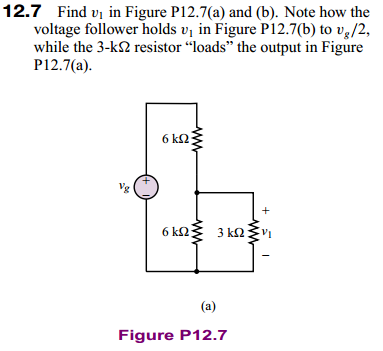 12.7 Find v₁ in Figure P12.7(a) and (b). Note how the
voltage follower holds v₁ in Figure P12.7(b) to v_g/2,
while the 3-kΩ resistor “loads” the output in Figure
P12.7(a).
6 kΩ
v_g
+
−
+
6 kΩ
3 kΩ
v₁
−
(a)
Figure P12.7